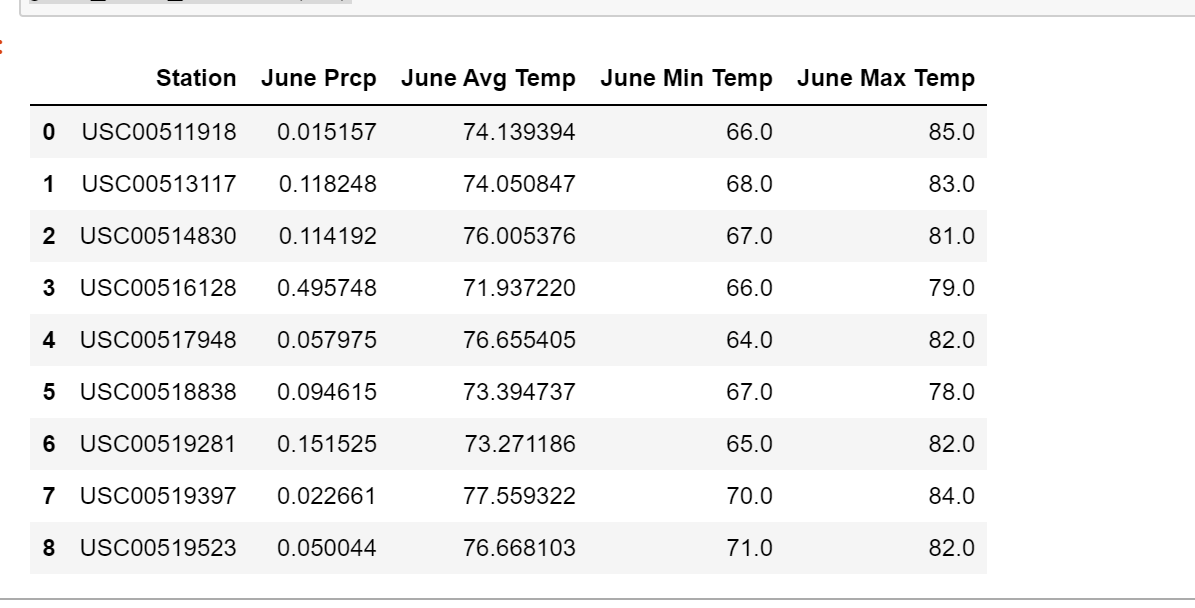 Station June Prcp June Avg Temp June Min Temp June Max Temp
0 USC00511918 0.015157 74.139394 66.0 85.0
1 USC00513117 0.118248 74.050847 68.0 83.0
2 USC00514830 0.114192 76.005376 67.0 81.0
3 USC00516128 0.495748 71.937220 66.0 79.0
4 USC00517948 0.057975 76.655405 64.0 82.0
5 USC00518838 0.094615 73.394737 67.0 78.0
6 USC00519281 0.151525 73.271186 65.0 82.0
7 USC00519397 0.022661 77.559322 70.0 84.0
8 USC00519523 0.050044 76.668103 71.0 82.0